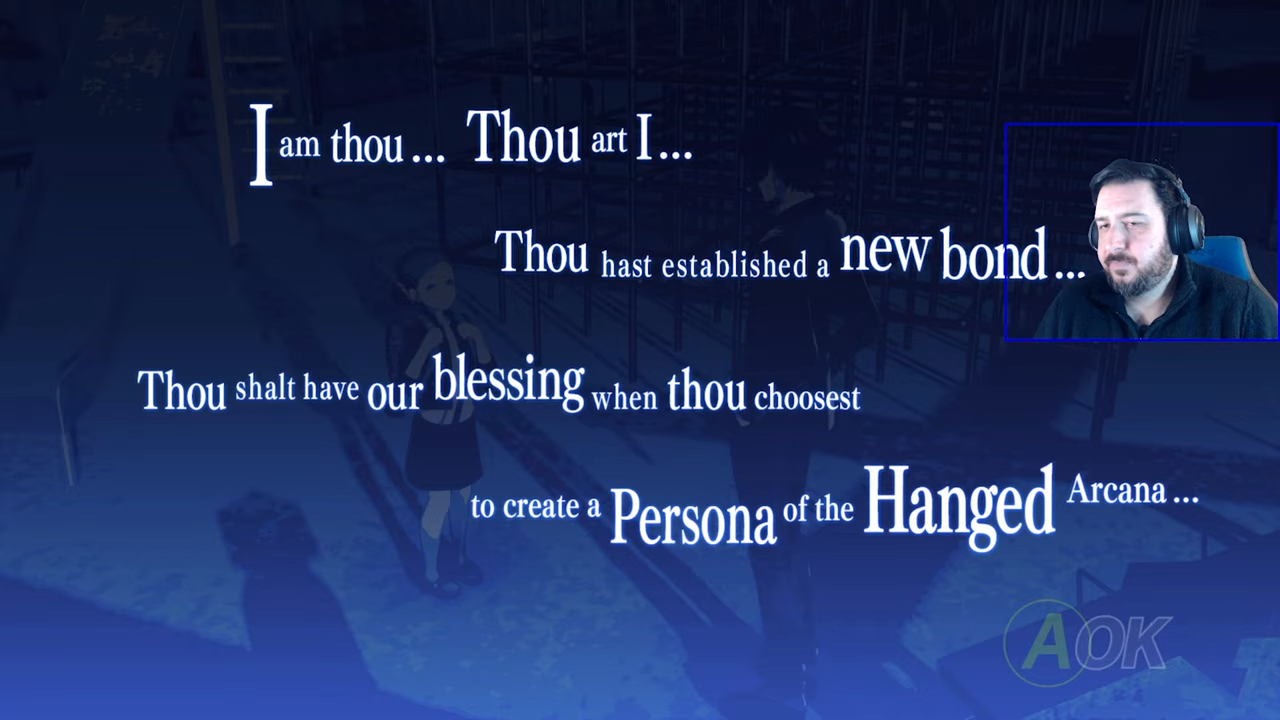 I am thou... Thou art I...
Thou hast established a new bond...
Thou shalt have our blessing when thou choosest
to create a Persona of the Hanged Arcana...
A OK